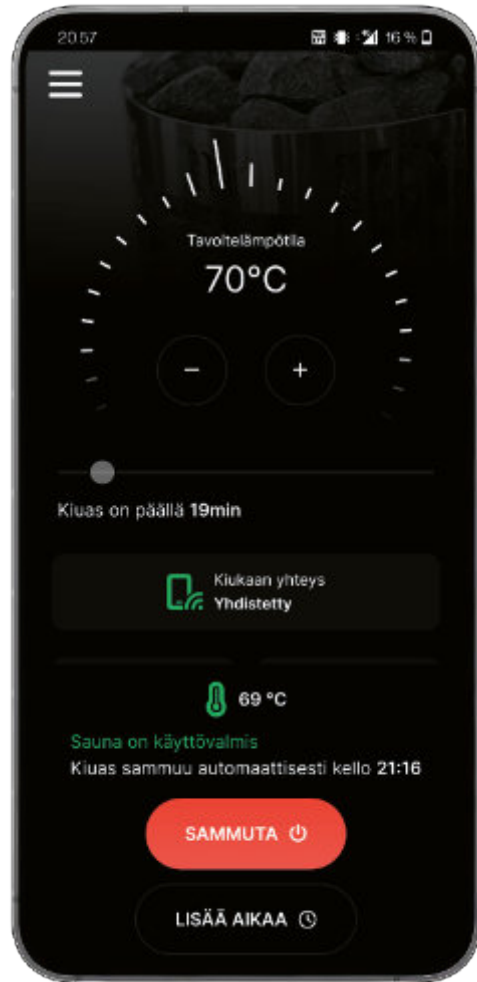 20.57
16 %
Tavoitelämpötila
70°C
− +
Kiuas on päällä 19min
Kiukaan yhteys
Yhdistetty
69 °C
Sauna on käyttövalmis
Kiuas sammuu automaattisesti kello 21:16
SAMMUTA
LISÄÄ AIKAA